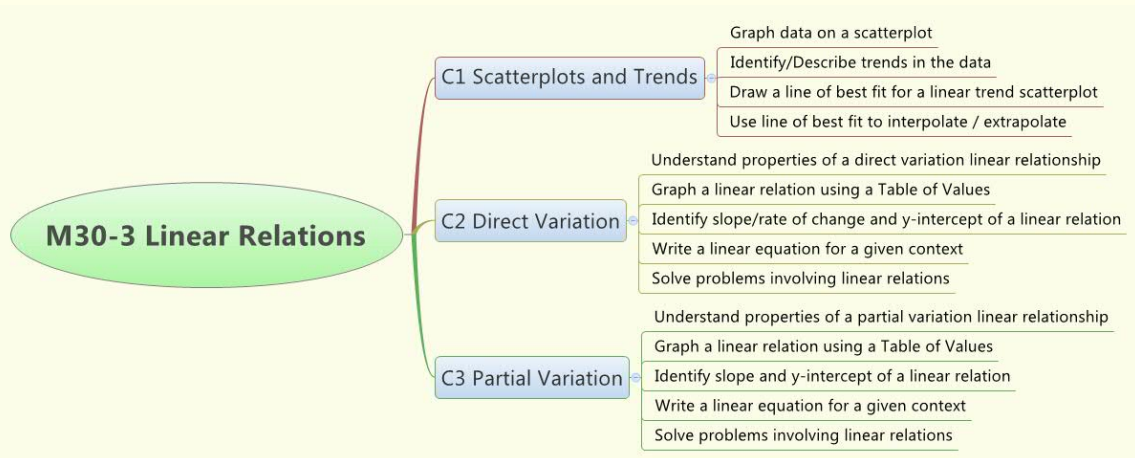 M30-3 Linear Relations
C1 Scatterplots and Trends
Graph data on a scatterplot
Identify/Describe trends in the data
Draw a line of best fit for a linear trend scatterplot
Use line of best fit to interpolate / extrapolate
C2 Direct Variation
Understand properties of a direct variation linear relationship
Graph a linear relation using a Table of Values
Identify slope/rate of change and y-intercept of a linear relation
Write a linear equation for a given context
Solve problems involving linear relations
C3 Partial Variation
Understand properties of a partial variation linear relationship
Graph a linear relation using a Table of Values
Identify slope and y-intercept of a linear relation
Write a linear equation for a given context
Solve problems involving linear relations